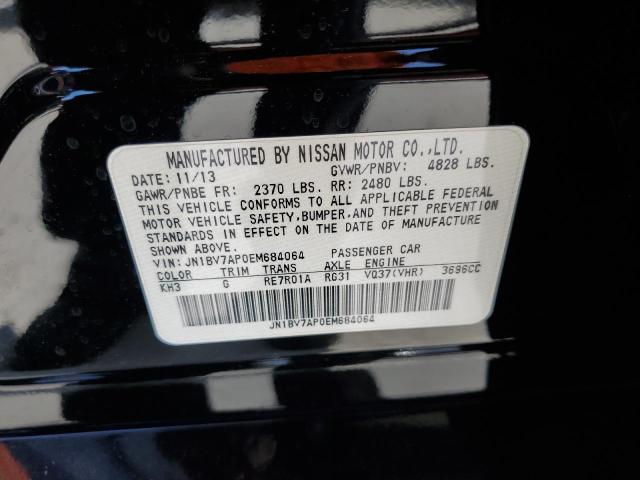 MANUFACTURED BY NISSAN MOTOR CO.,LTD.
DATE: 11/13 GVWR/PNBV: 4828 LBS.
GAWR/PNBE FR: 2370 LBS. RR: 2480 LBS.
THIS VEHICLE CONFORMS TO ALL APPLICABLE FEDERAL
MOTOR VEHICLE SAFETY,BUMPER,AND THEFT PREVENTION
STANDARDS IN EFFECT ON THE DATE OF MANUFACTURE
SHOWN ABOVE.
VIN: JN1BV7AP0EM684064 PASSENGER CAR
COLOR TRIM TRANS AXLE ENGINE
KH3 G RE7R01A RG31 VQ37(VHR) 3696CC
JN1BV7AP0EM684064